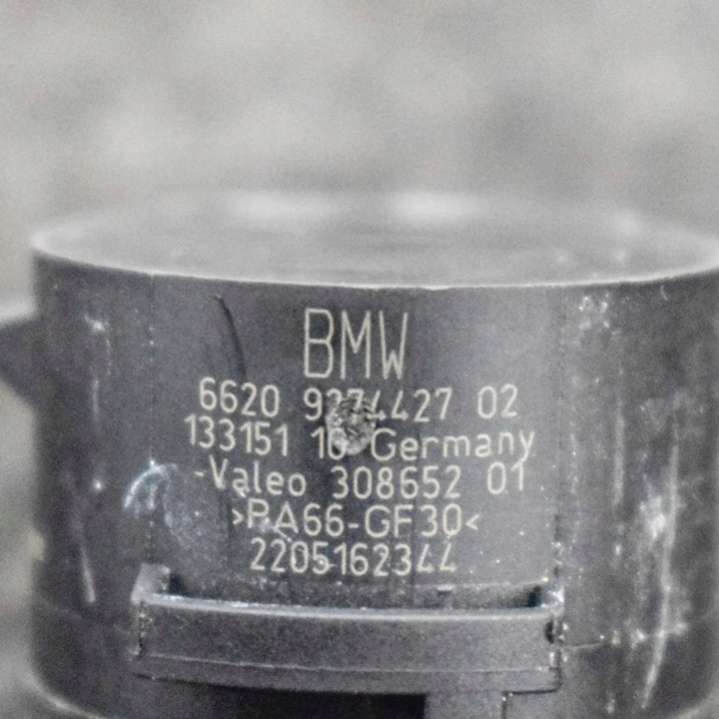 BMW
6620 9274427 02
133151 10 Germany
-Valeo 308652 01
>PA66-GF30<
2205162344